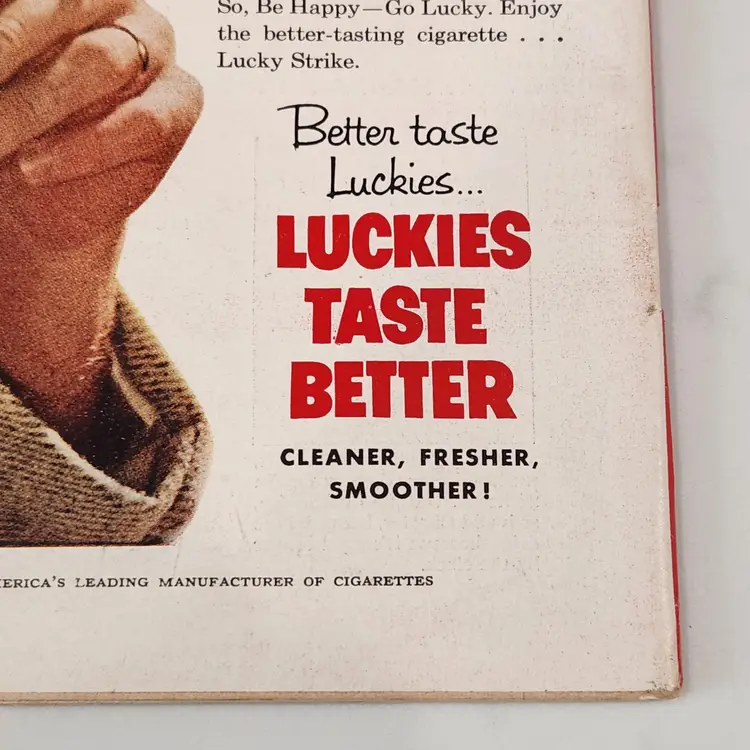 So, Be Happy—Go Lucky. Enjoy
the better-tasting cigarette . . .
Lucky Strike.
Better taste
Luckies...
LUCKIES
TASTE
BETTER
CLEANER, FRESHER,
SMOOTHER!
ERICA'S LEADING MANUFACTURER OF CIGARETTES